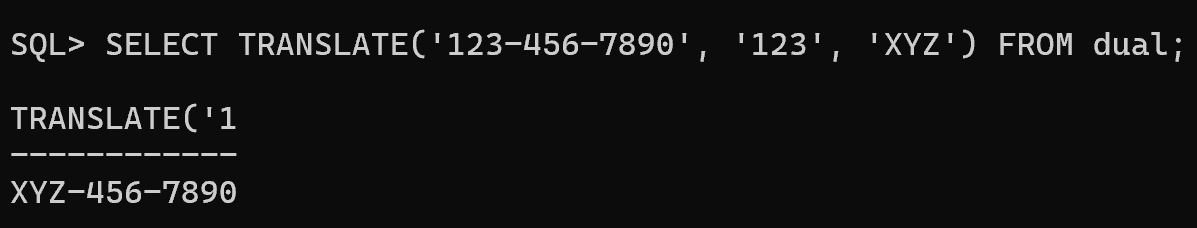 SQL> SELECT TRANSLATE('123-456-7890', '123', 'XYZ') FROM dual;
TRANSLATE('1
------------
XYZ-456-7890